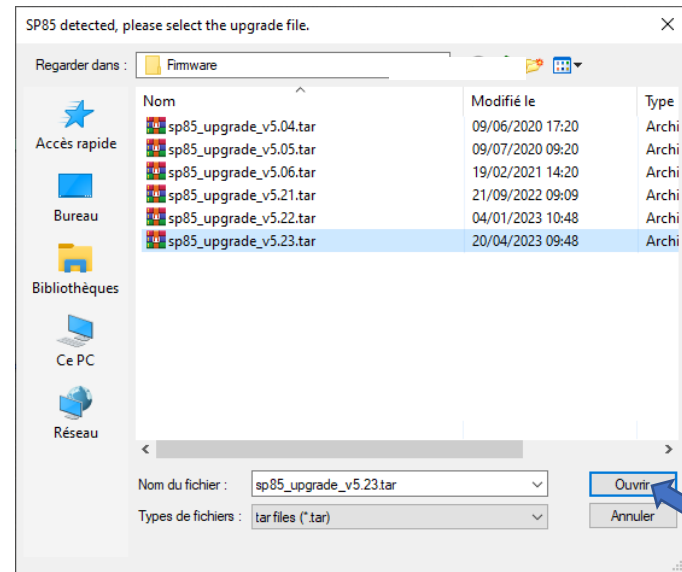 SP85 detected, please select the upgrade file.
Regarder dans : Firmware
Nom Modifié le Type
sp85_upgrade_v5.04.tar 09/06/2020 17:20 Archi
sp85_upgrade_v5.05.tar 09/07/2020 09:20 Archi
sp85_upgrade_v5.06.tar 19/02/2021 14:20 Archi
sp85_upgrade_v5.21.tar 21/09/2022 09:09 Archi
sp85_upgrade_v5.22.tar 04/01/2023 10:48 Archi
sp85_upgrade_v5.23.tar 20/04/2023 09:48 Archi
Accès rapide
Bureau
Bibliothèques
Ce PC
Réseau
Nom du fichier : sp85_upgrade_v5.23.tar Ouvrir
Types de fichiers : tar files (*.tar) Annuler